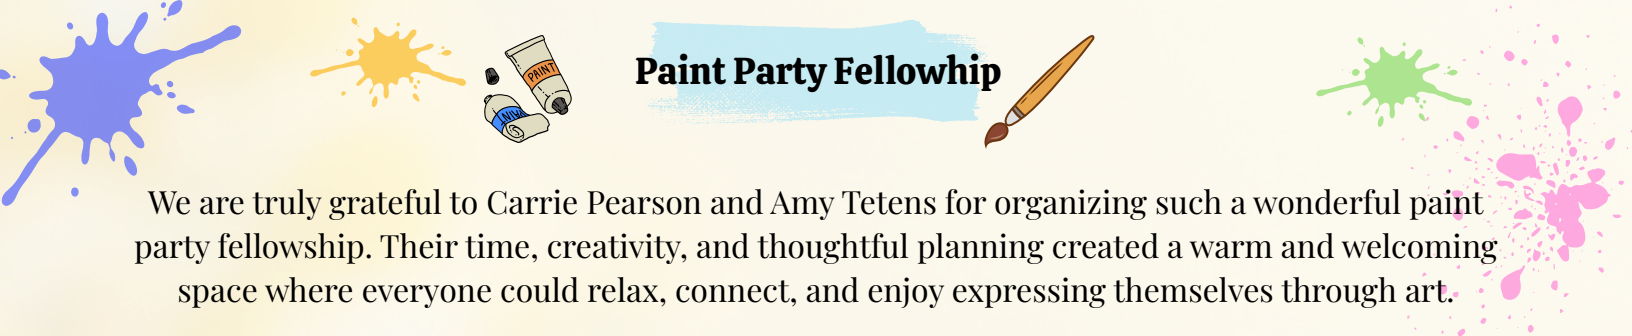 Paint Party Fellowhip
PAINT
PAINT
We are truly grateful to Carrie Pearson and Amy Tetens for organizing such a wonderful paint
party fellowship. Their time, creativity, and thoughtful planning created a warm and welcoming
space where everyone could relax, connect, and enjoy expressing themselves through art.